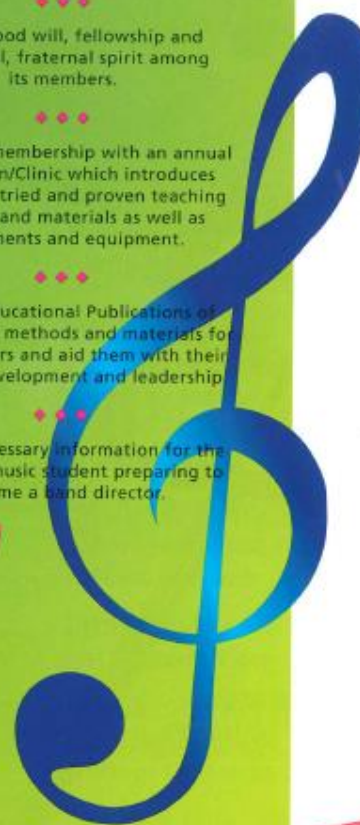 ood will, fellowship and
l, fraternal spirit among
its members.
embership with an annual
n/Clinic which introduces
tried and proven teaching
and materials as well as
ments and equipment.
ucational Publications of
methods and materials for
rs and aid them with their
velopment and leadership
essary information for the
usic student preparing to
me a band director.